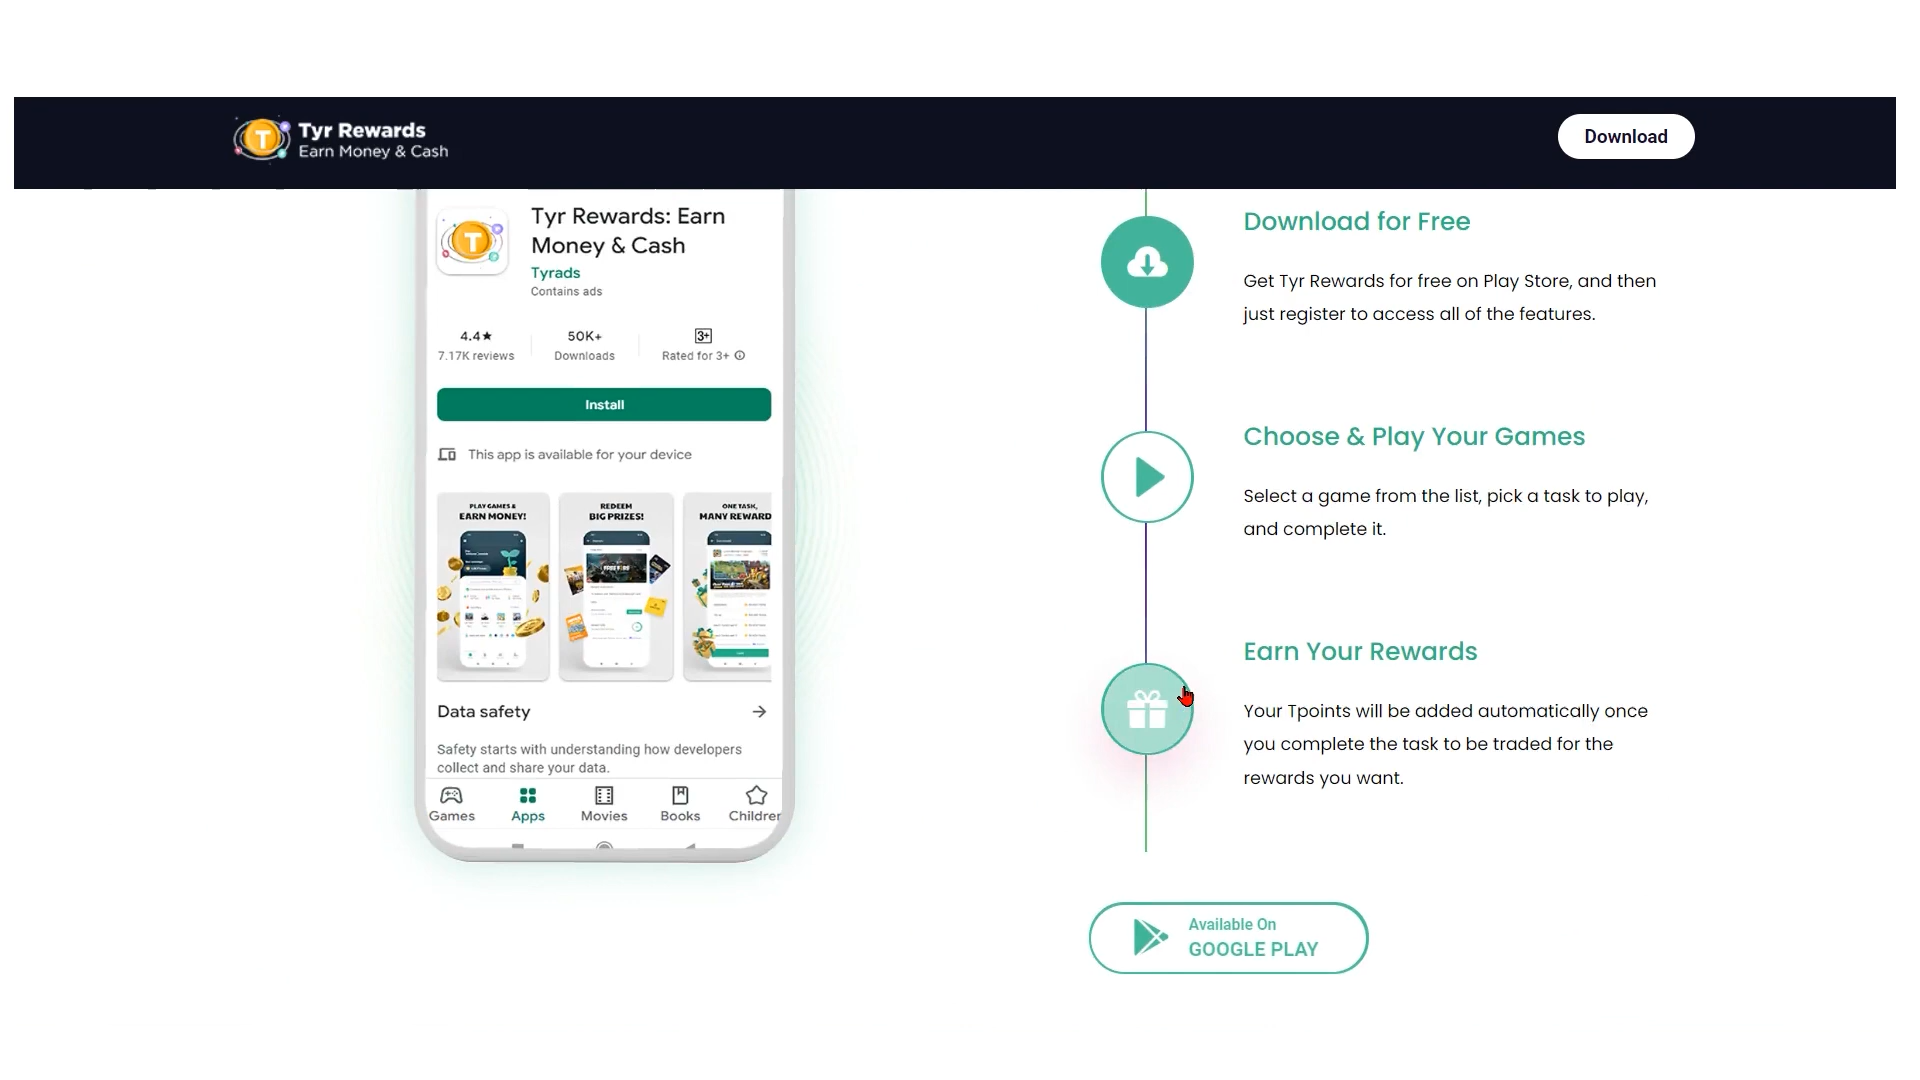 Tyr Rewards
Earn Money & Cash
Download
Tyr Rewards: Earn
Money & Cash
Tyrads
Contains ads
4.4★
7.17K reviews
50K+
Downloads
3+
Rated for 3+
Install
This app is available for your device
PLAY GAMES &
EARN MONEY!
REDEEM
BIG PRIZES!
ONE TASK,
MANY REWARD
FREE FIRE
Data safety
Safety starts with understanding how developers
collect and share your data.
Games
Apps
Movies
Books
Children
Download for Free
Get Tyr Rewards for free on Play Store, and then
just register to access all of the features.
Choose & Play Your Games
Select a game from the list, pick a task to play,
and complete it.
Earn Your Rewards
Your Tpoints will be added automatically once
you complete the task to be traded for the
rewards you want.
Available On
GOOGLE PLAY